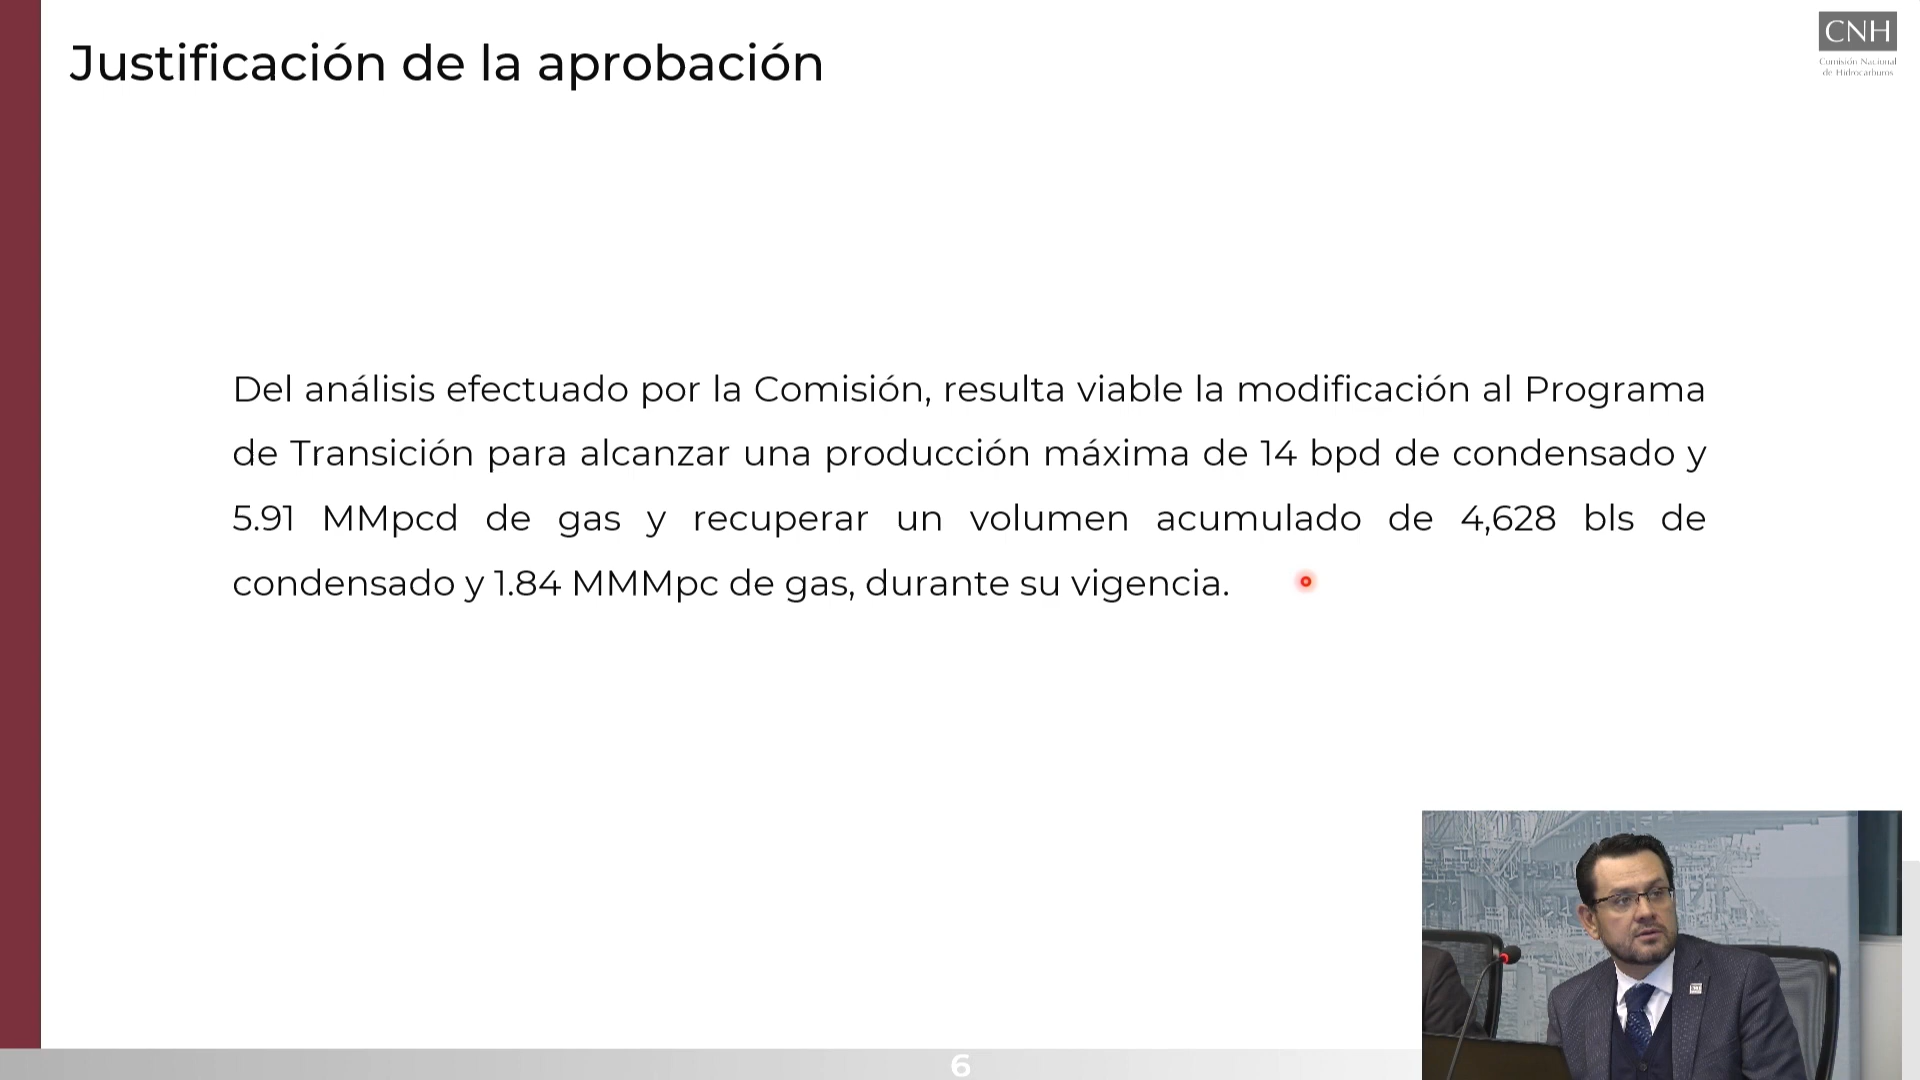 Justificación de la aprobación
CNH
Comisión Nacional
de Hidrocarburos
Del análisis efectuado por la Comisión, resulta viable la modificación al Programa
de Transición para alcanzar una producción máxima de 14 bpd de condensado y
5.91 MMpcd de gas y recuperar un volumen acumulado de 4,628 bls de
condensado y 1.84 MMMpc de gas, durante su vigencia.
6